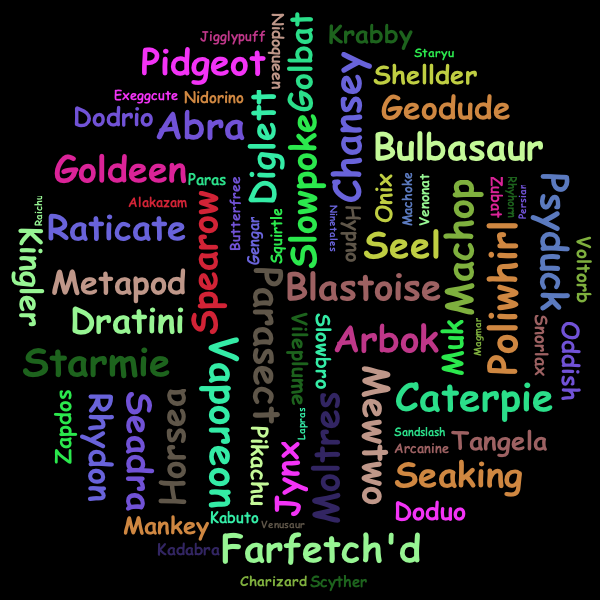 Jigglypuff
Nidoqueen
Golbat
Krabby
Staryu
Pidgeot
Shellder
Exeggcute
Nidorino
Geodude
Dodrio
Abra
Diglett
Slowpoke
Chansey
Bulbasaur
Goldeen
Paras
Onix
Machoke
Venonat
Machop
Zubat
Rhyhorn
Persian
Psyduck
Alakazam
Butterfree
Raichu
Kingler
Raticate
Spearow
Gengar
Squirtle
Ninetales
Hypno
Seel
Poliwhirl
Voltorb
Metapod
Parasect
Blastoise
Dratini
Vileplume
Slowbro
Arbok
Muk
Magmar
Snorlax
Oddish
Starmie
Vaporeon
Mewtwo
Caterpie
Zapdos
Rhydon
Seadra
Horsea
Pikachu
Lapras
Jynx
Moltres
Sandslash
Arcanine
Tangela
Seaking
Mankey
Kabuto
Venusaur
Doduo
Kadabra
Farfetch'd
Charizard
Scyther